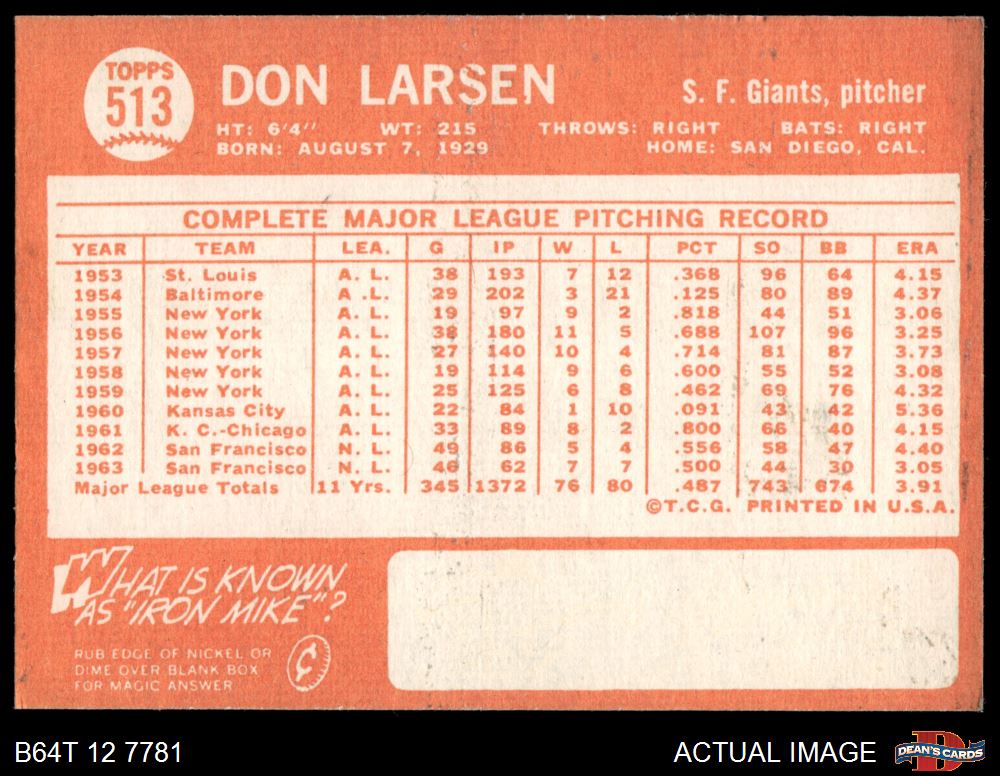 TOPPS
513
DON LARSEN
S. F. Giants, pitcher
HT: 6'4" WT: 215 THROWS: RIGHT BATS: RIGHT
BORN: AUGUST 7, 1929 HOME: SAN DIEGO, CAL.
COMPLETE MAJOR LEAGUE PITCHING RECORD
YEAR TEAM LEA. G IP W L PCT SO BB ERA
1953 St. Louis A. L. 38 193 7 12 .368 96 64 4.15
1954 Baltimore A .L. 29 202 3 21 .125 80 89 4.37
1955 New York A. L. 19 97 9 2 .818 44 51 3.06
1956 New York A. L. 38 180 11 5 .688 107 96 3.25
1957 New York A. L. 27 140 10 4 .714 81 87 3.73
1958 New York A. L. 19 114 9 6 .600 55 52 3.08
1959 New York A. L. 25 125 6 8 .462 69 76 4.32
1960 Kansas City A. L. 22 84 1 10 .091 43 42 5.36
1961 K. C.-Chicago A. L. 33 89 8 2 .800 66 40 4.15
1962 San Francisco N. L. 49 86 5 4 .556 58 47 4.40
1963 San Francisco N. L. 46 62 7 7 .500 44 30 3.05
Major League Totals 11 Yrs. 345 1372 76 80 .487 743 674 3.91
©T.C.G. PRINTED IN U.S.A.
WHAT IS KNOWN
AS "IRON MIKE"?
RUB EDGE OF NICKEL OR
DIME OVER BLANK BOX
FOR MAGIC ANSWER
¢
B64T 12 7781 ACTUAL IMAGE
DEAN'S CARDS